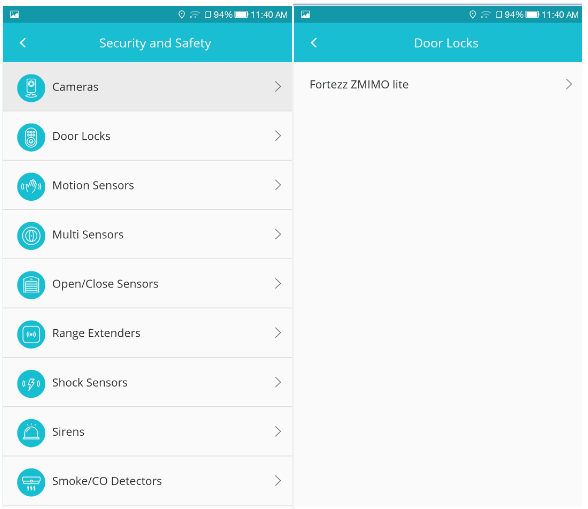 94% 11:40 AM
Security and Safety
Cameras
Door Locks
Motion Sensors
Multi Sensors
Open/Close Sensors
Range Extenders
Shock Sensors
Sirens
Smoke/CO Detectors
94% 11:40 AM
Door Locks
Fortezz ZMIMO lite